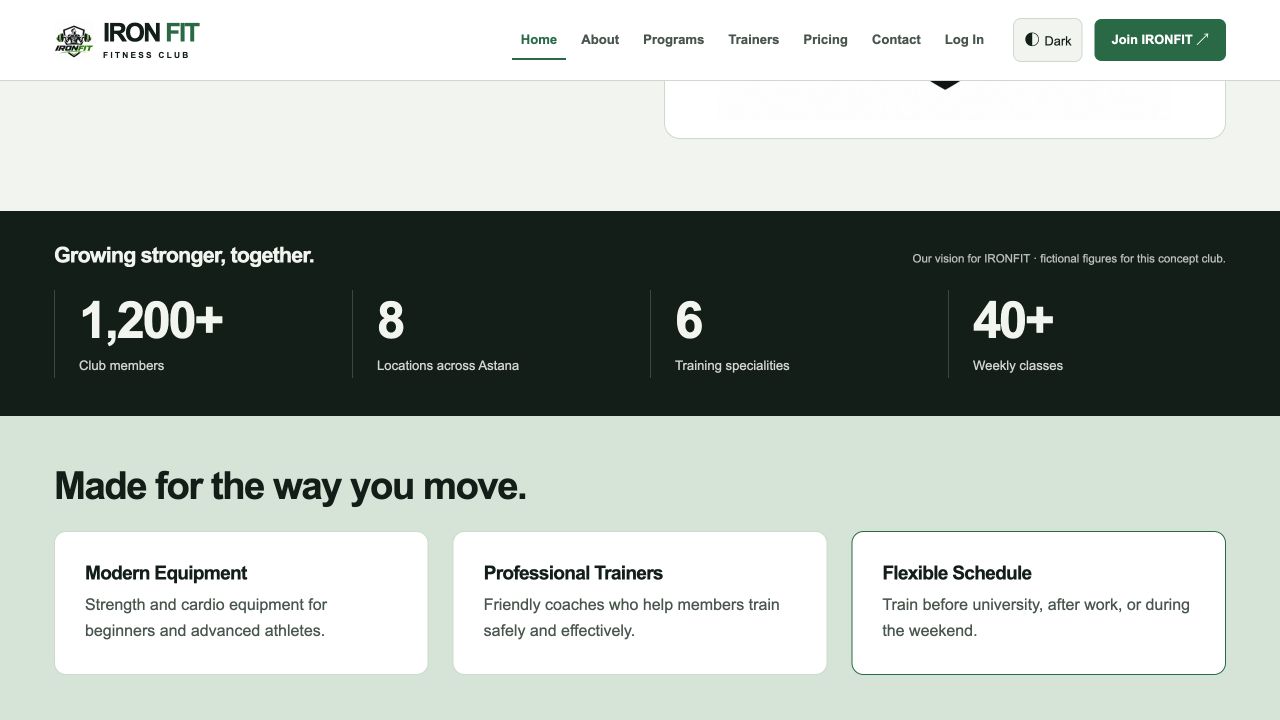 IRONFIT
IRON FIT
FITNESS CLUB
Home
About
Programs
Trainers
Pricing
Contact
Log In
Dark
Join IRONFIT ↗
Growing stronger, together.
Our vision for IRONFIT · fictional figures for this concept club.
1,200+
Club members
8
Locations across Astana
6
Training specialities
40+
Weekly classes
Made for the way you move.
Modern Equipment
Strength and cardio equipment for
beginners and advanced athletes.
Professional Trainers
Friendly coaches who help members train
safely and effectively.
Flexible Schedule
Train before university, after work, or during
the weekend.